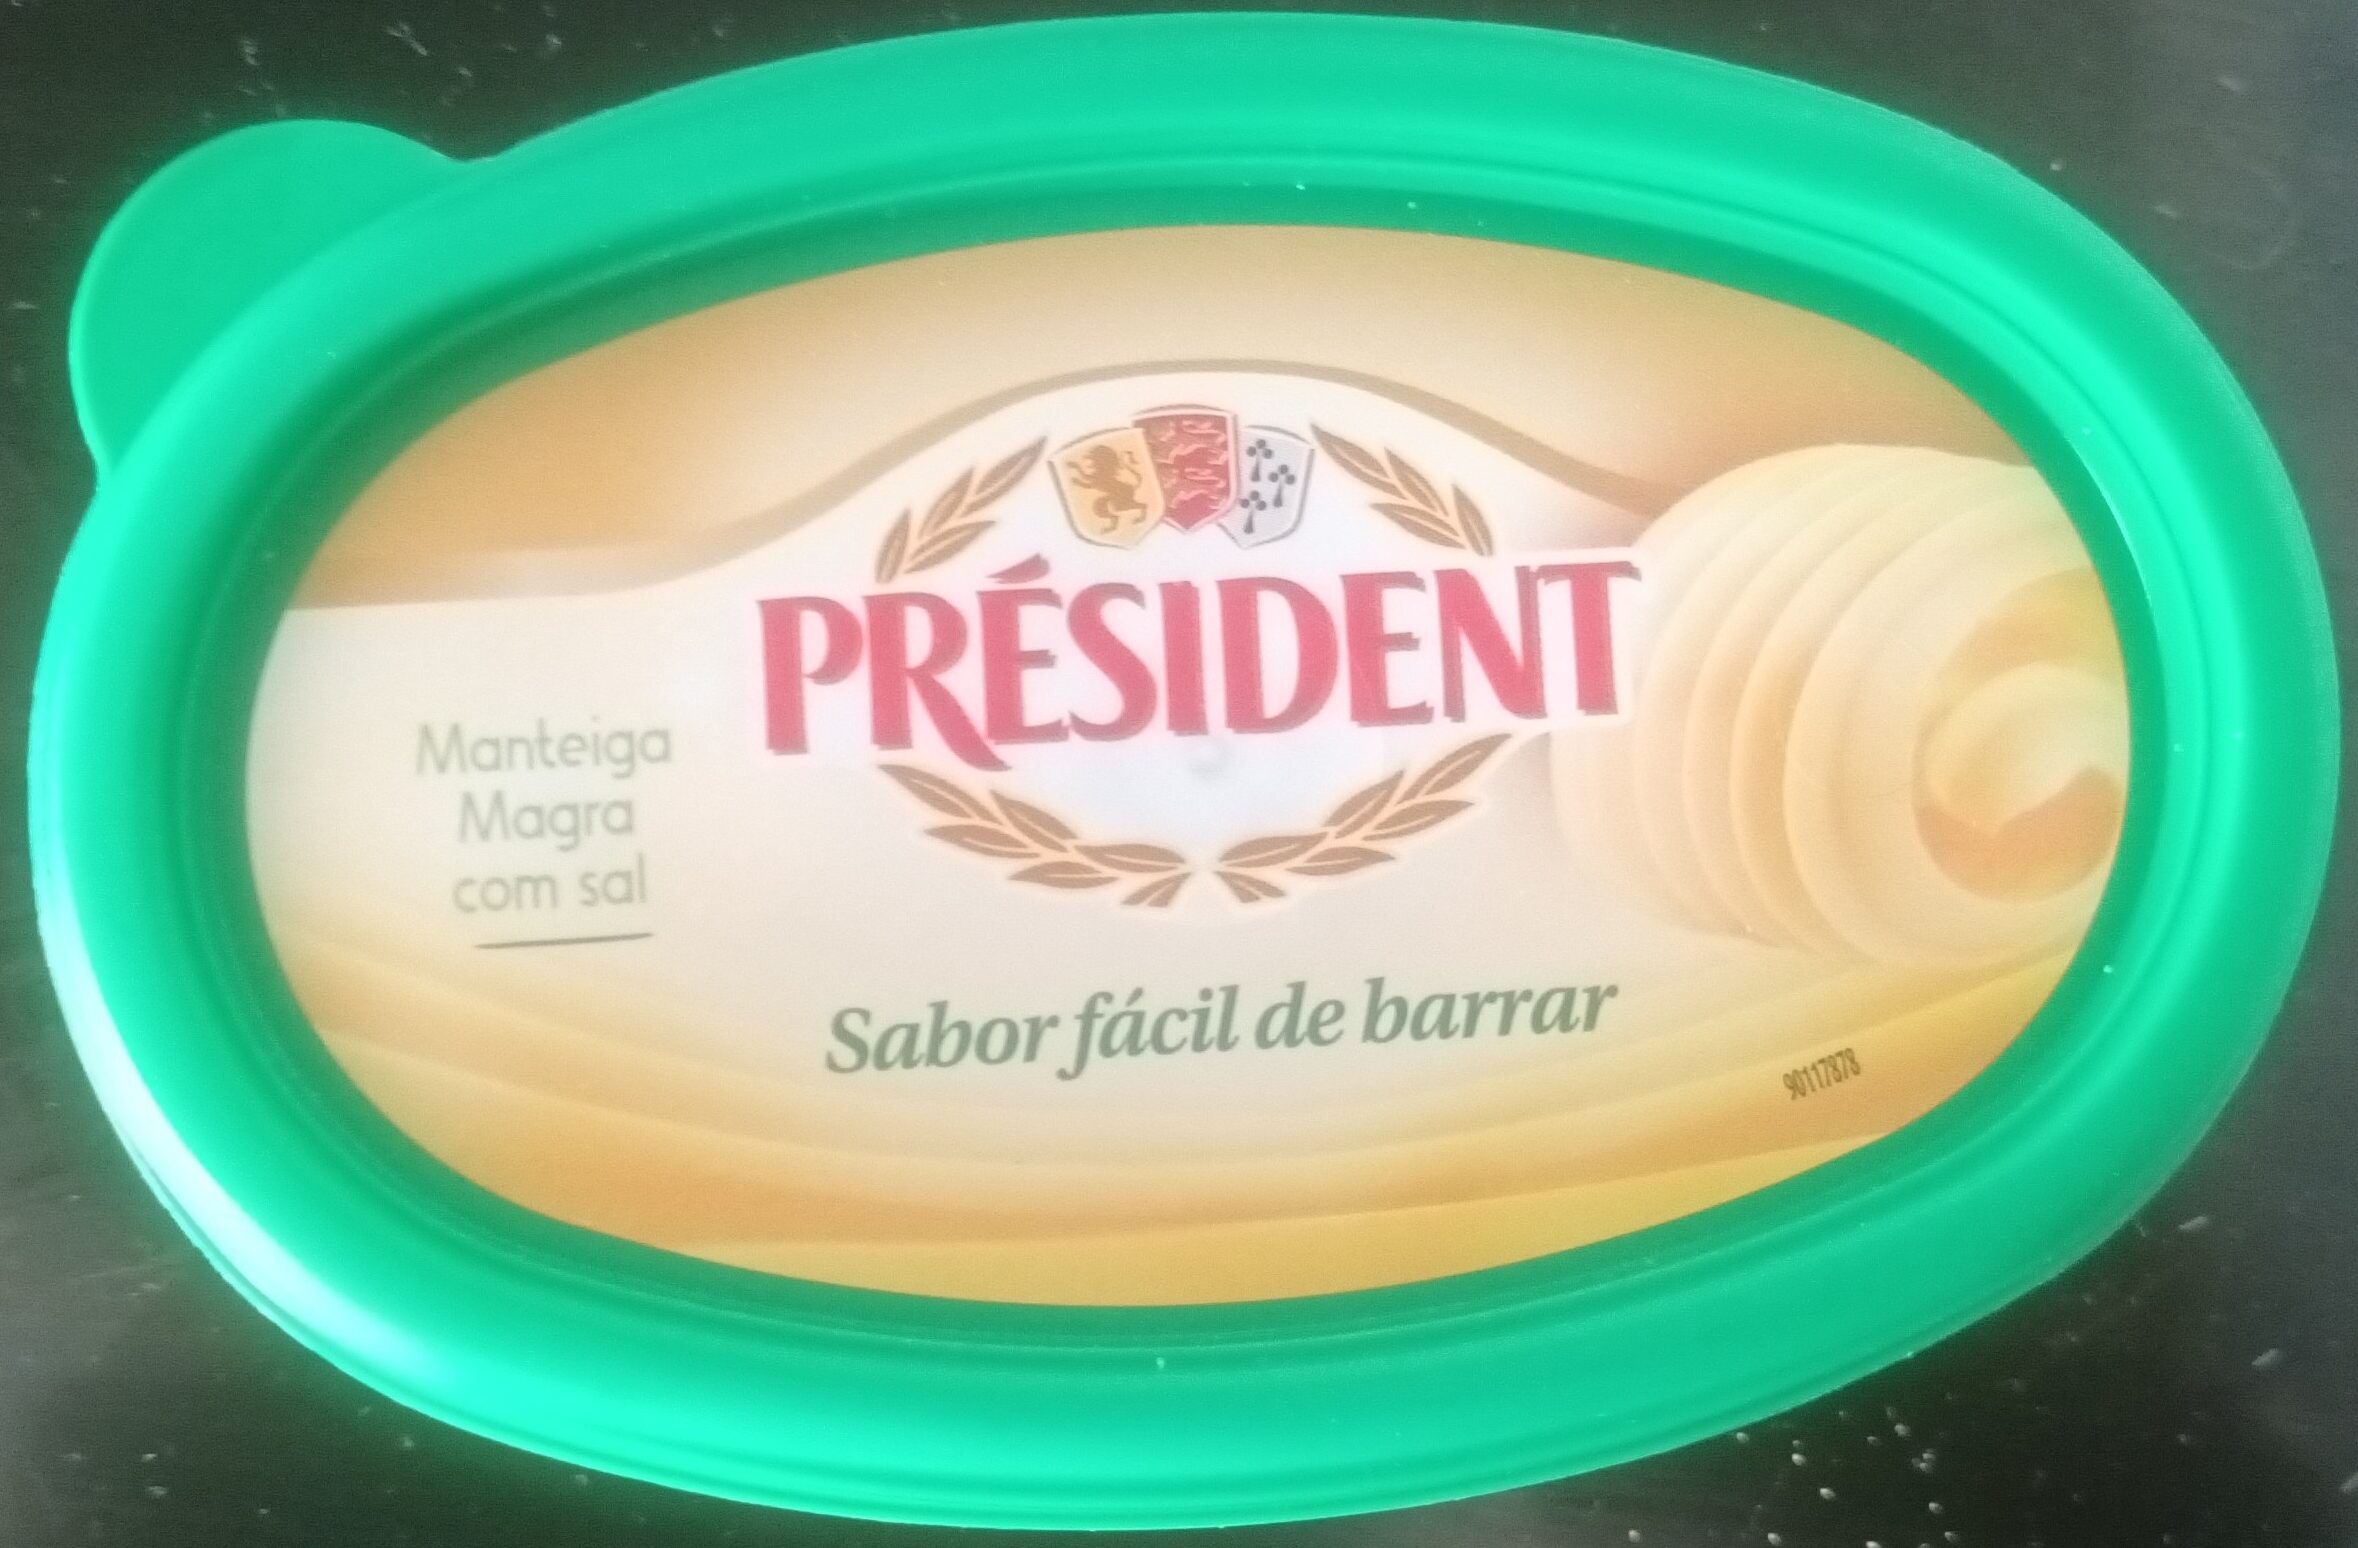 PRÉSIDENT
Manteiga
Magra
com sal
Sabor fácil de barrar
90117878